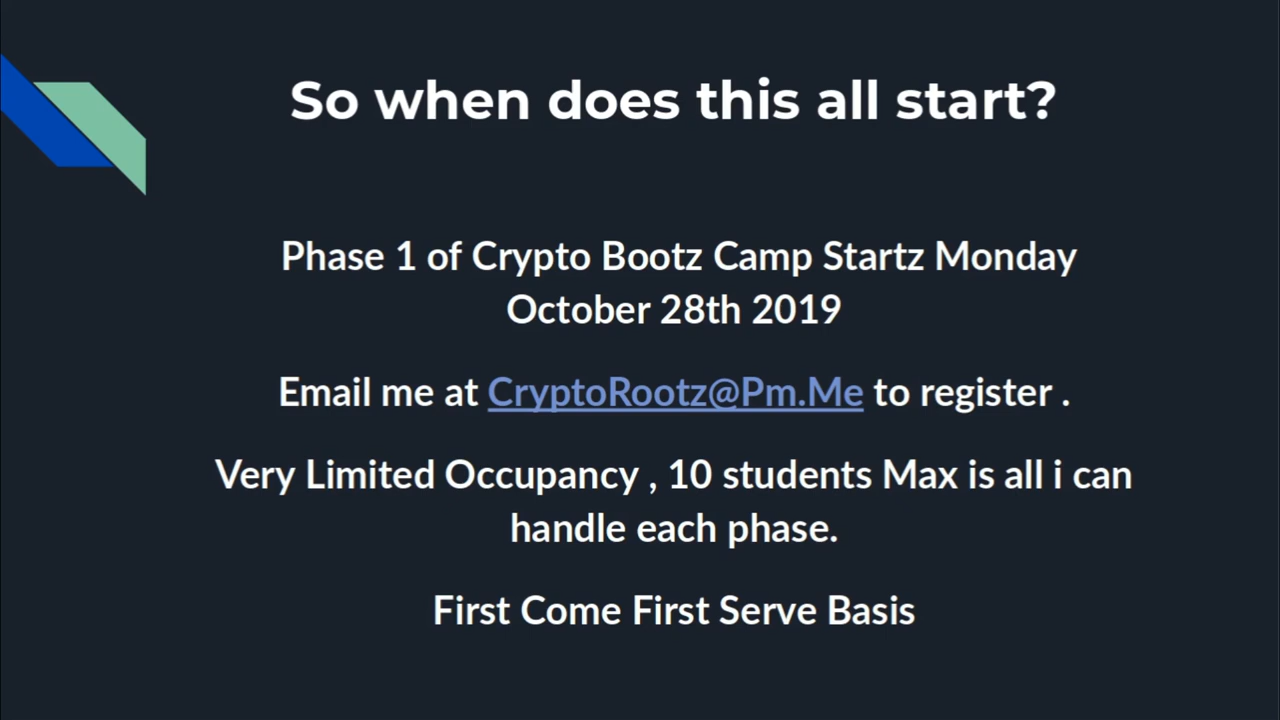 So when does this all start?
Phase 1 of Crypto Bootz Camp Startz Monday
October 28th 2019
Email me at CryptoRootz@Pm.Me to register .
Very Limited Occupancy , 10 students Max is all i can
handle each phase.
First Come First Serve Basis